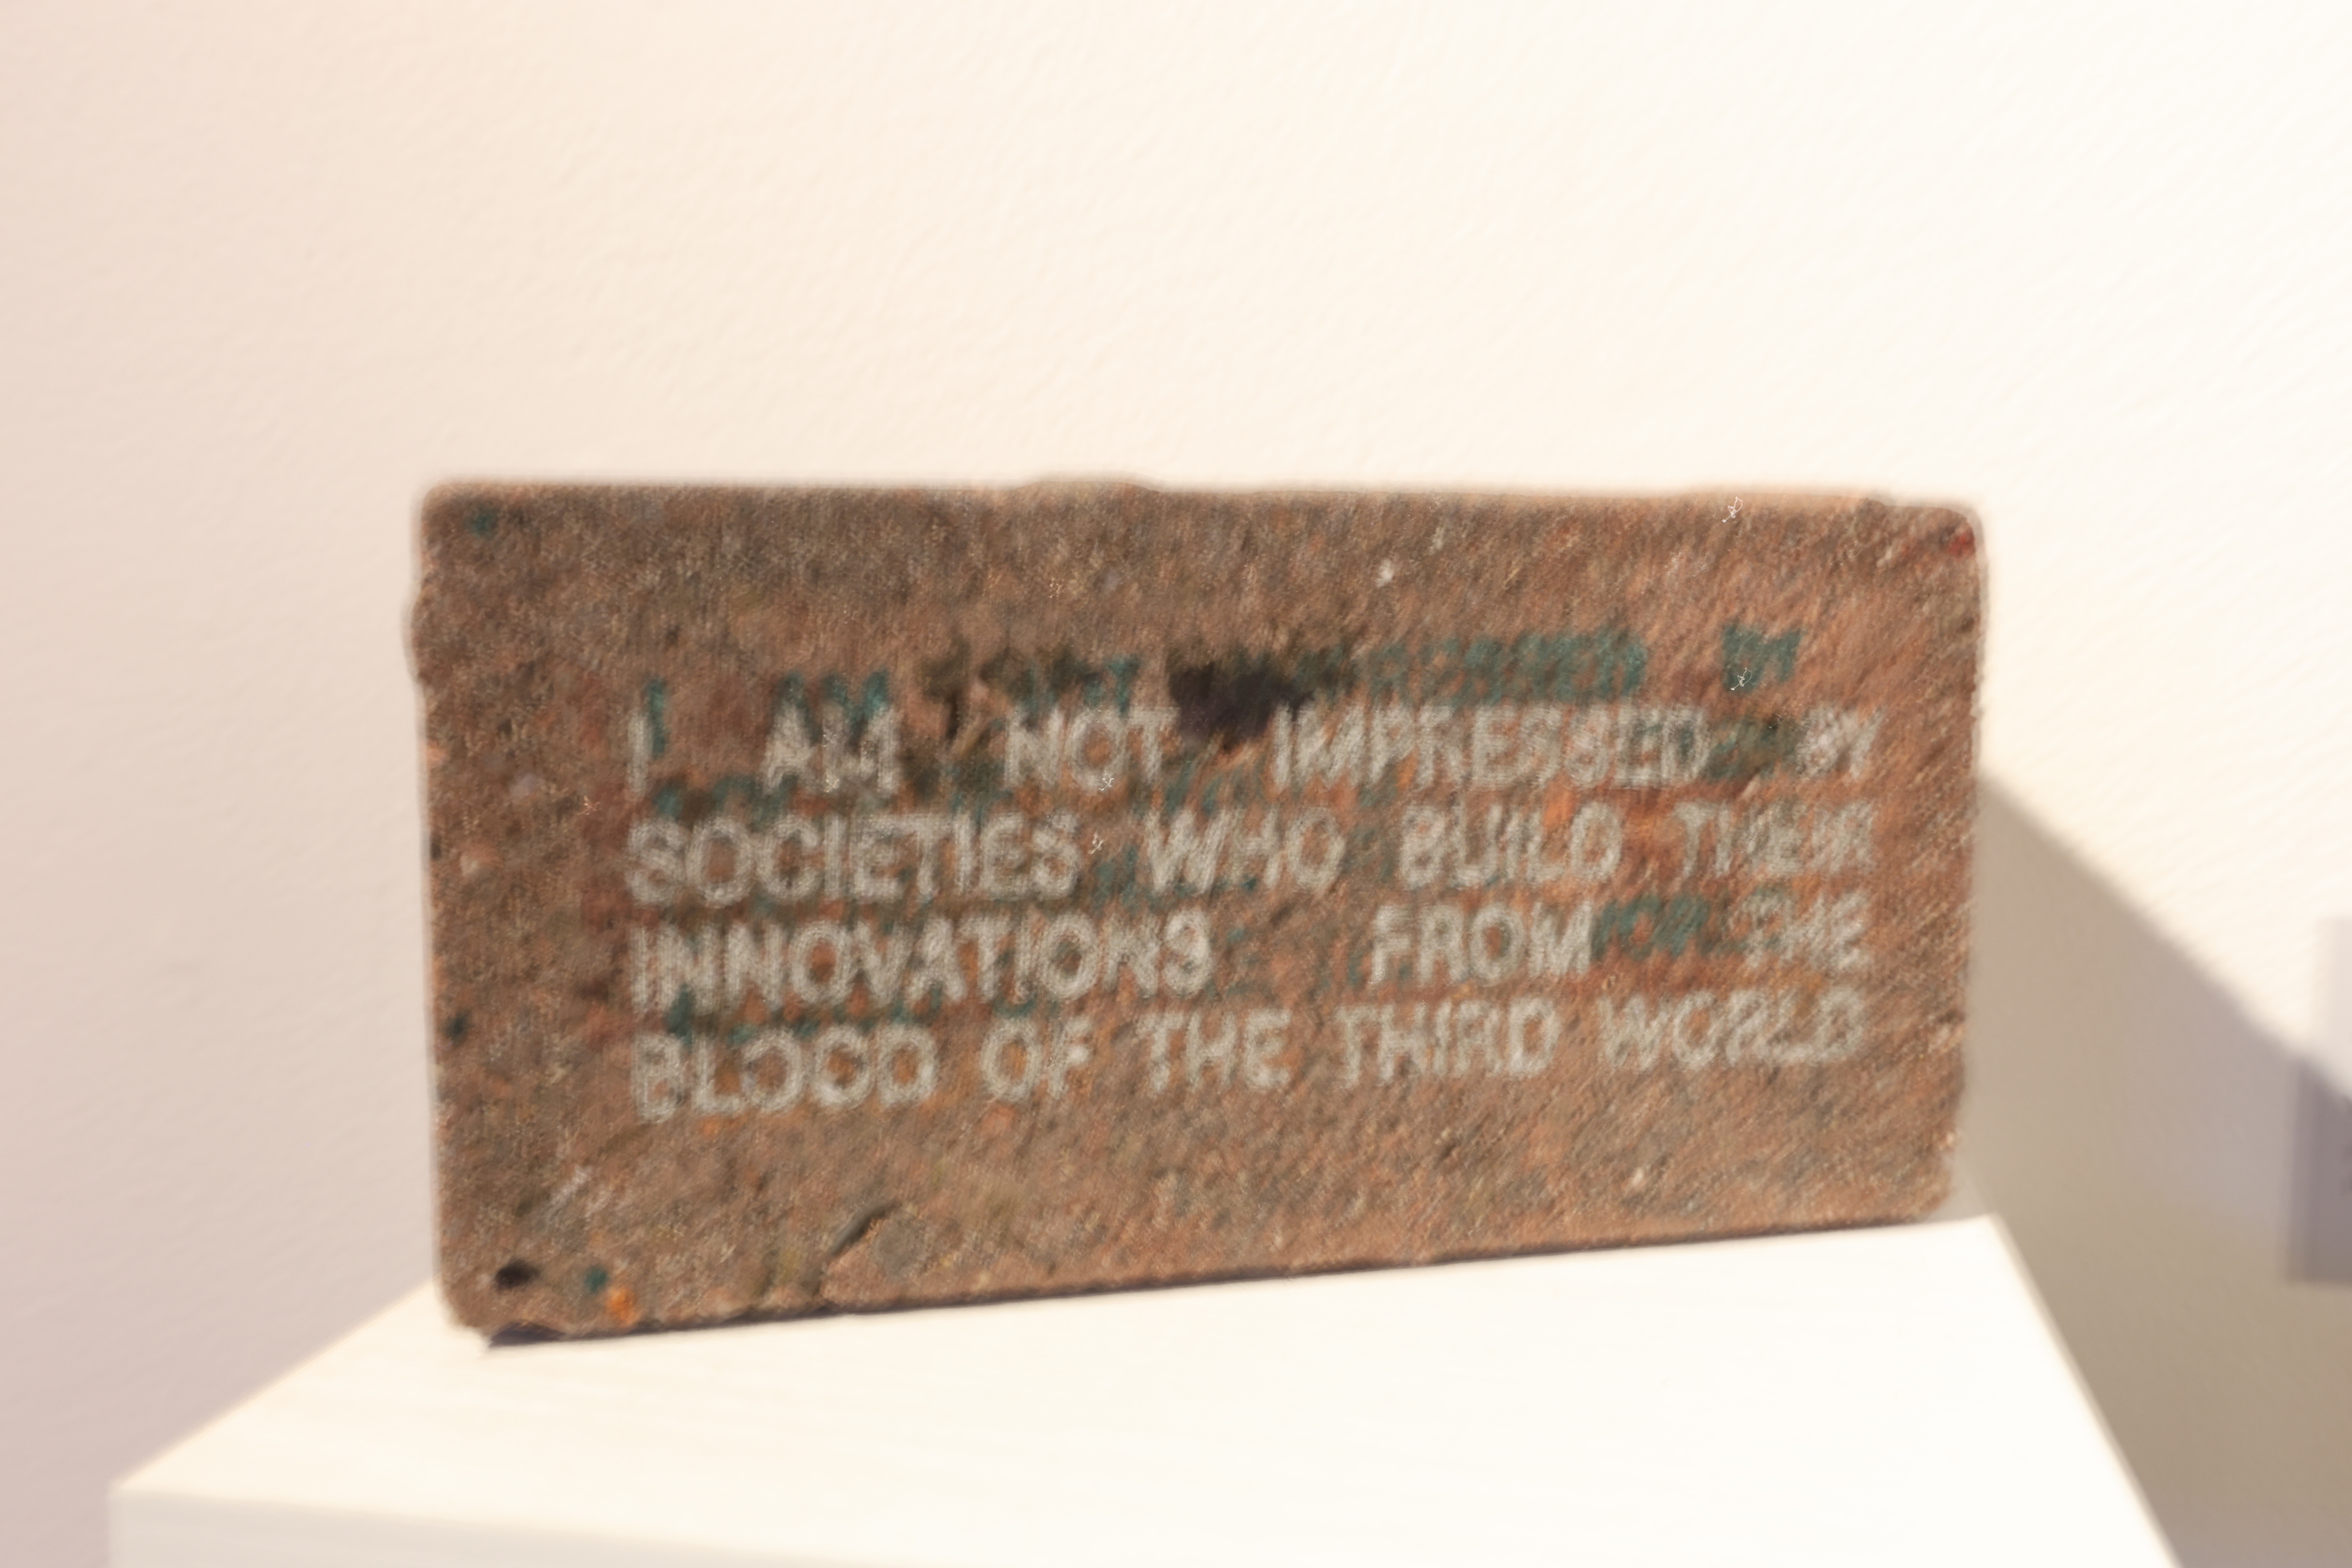 I AM NOT IMPRESSED BY
SOCIETIES WHO BUILD THEIR
INNOVATIONS FROM THE
BLOOD OF THE THIRD WORLD